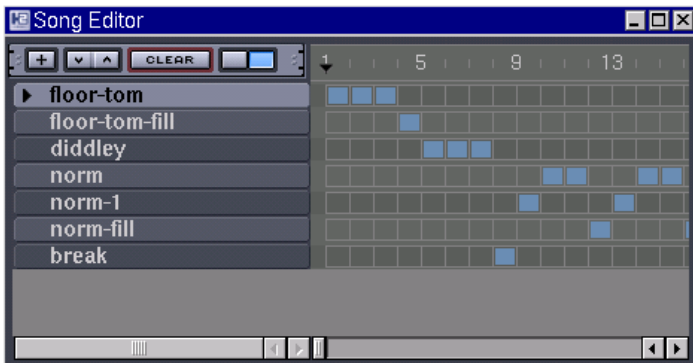 H2 Song Editor
+ CLEAR 1 5 9 13
floor-tom
floor-tom-fill
diddley
norm
norm-1
norm-fill
break